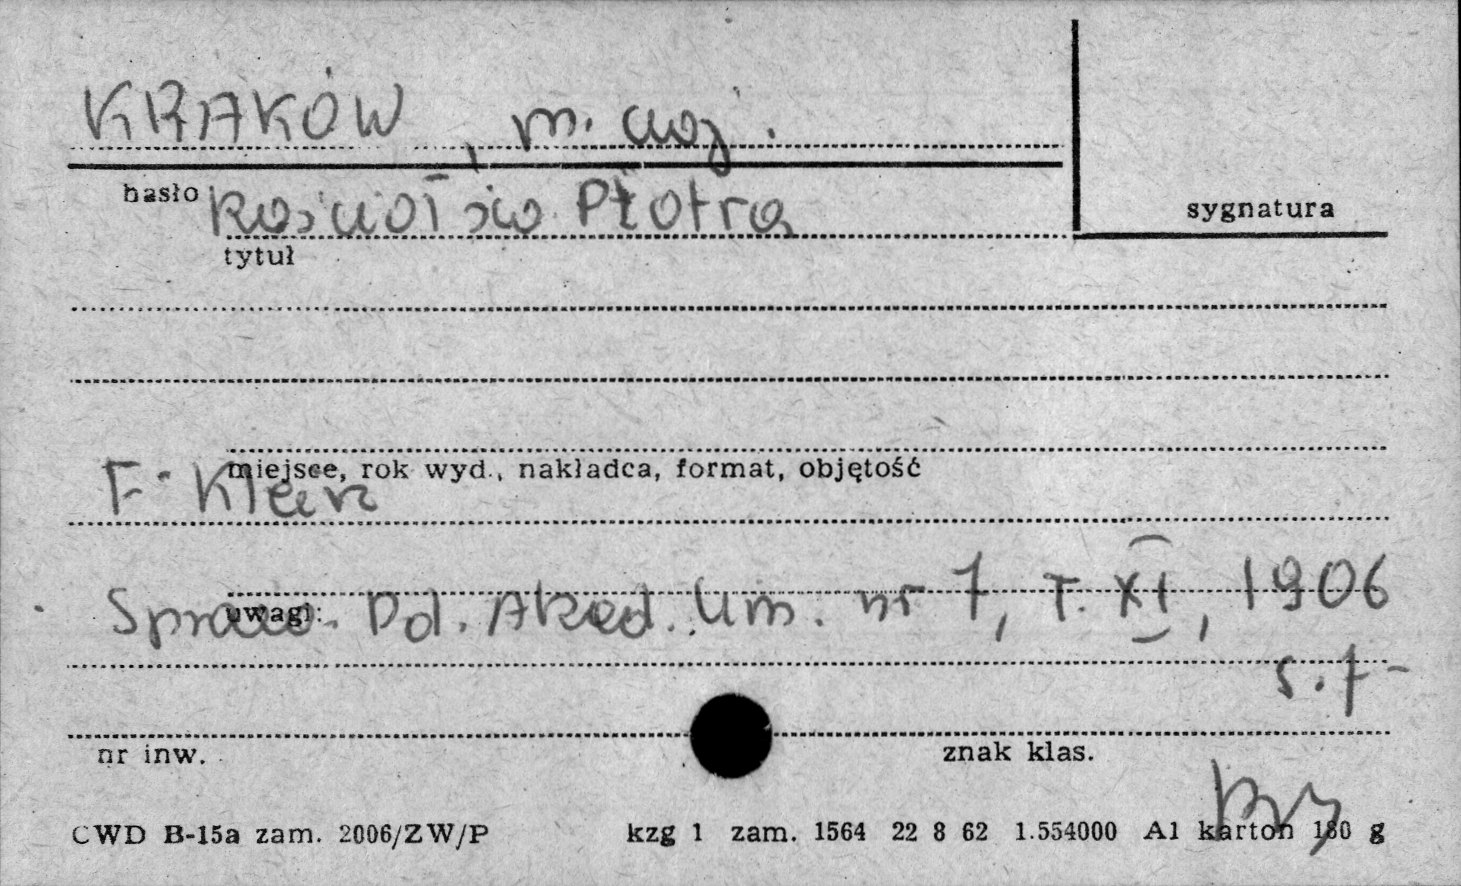 KRAKÓW, m. woj.
hasło
sygnatura
Kościół św. Piotra
tytuł
miejsce, rok wyd., nakładca, format, objętość
F. Klein
uwagi:
Spraw. Pol. Akad. Um. nr 7, T. XI, 1906
s. 7-
nr inw.
znak klas.
CWD B-15a zam. 2006/ZW/P kzg 1 zam. 1564 22 8 62 1.554000 A1 karton 180 g